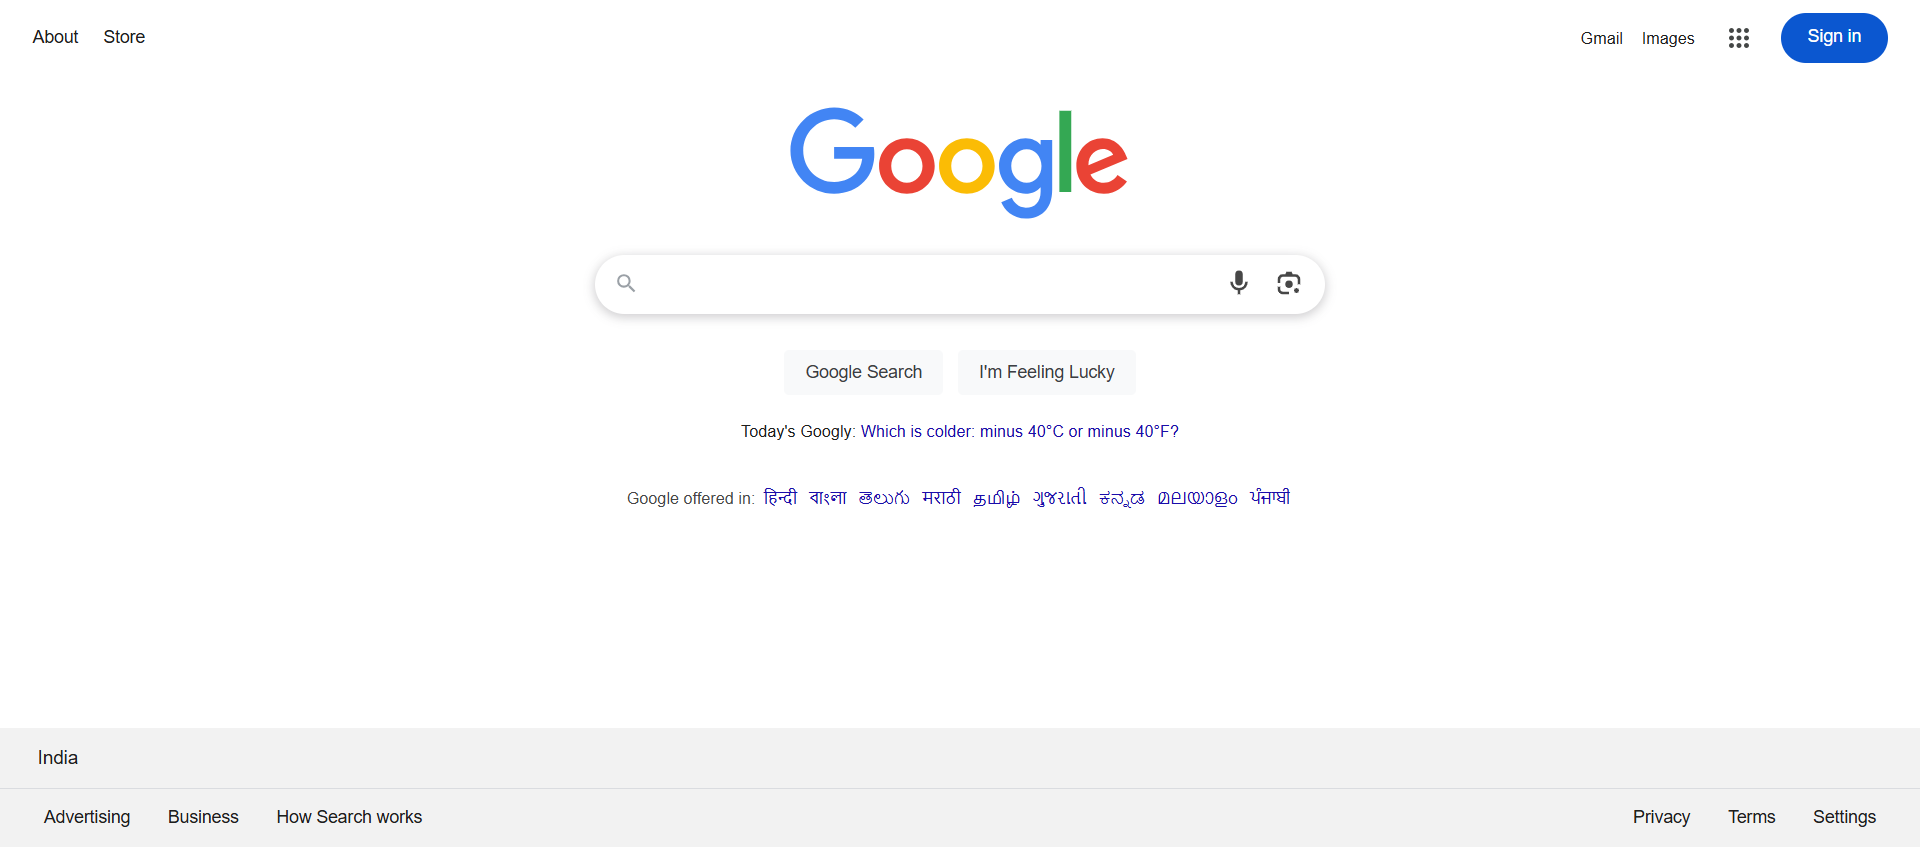 About Store Gmail Images Sign in
Google
Google Search I'm Feeling Lucky
Today's Googly: Which is colder: minus 40°C or minus 40°F?
Google offered in: हिन्दी বাংলা తెలుగు मराठी தமிழ் ગુજરાતી ಕನ್ನಡ മലയാളം ਪੰਜਾਬੀ
India
Advertising Business How Search works Privacy Terms Settings